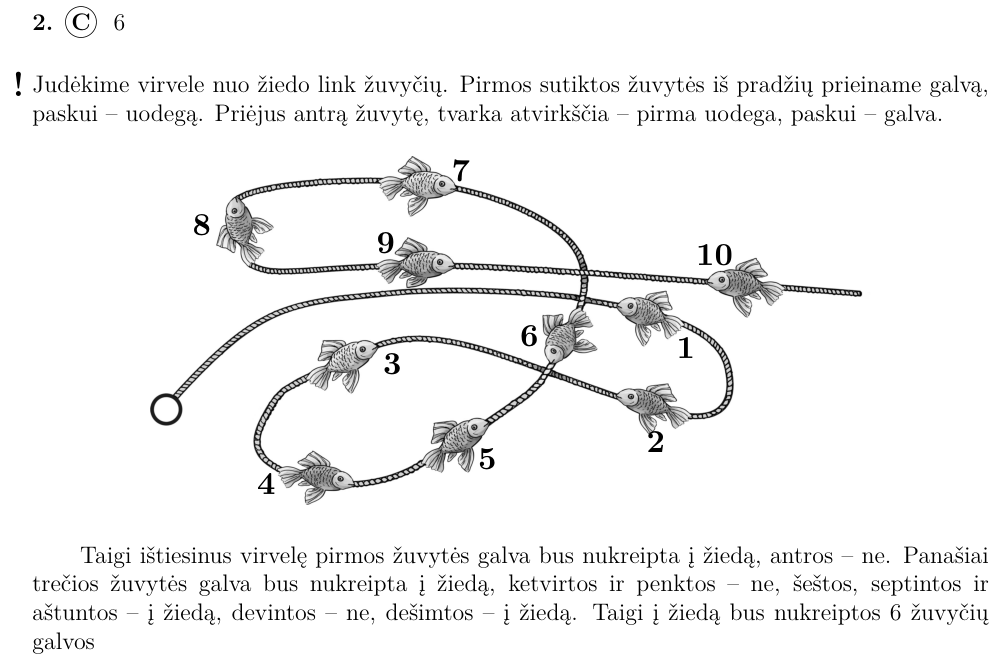 2. C 6
! Judėkime virvele nuo žiedo link žuvyčių. Pirmos sutiktos žuvytės iš pradžių prieiname galvą,
paskui – uodegą. Priėjus antrą žuvytę, tvarka atvirkščia – pirma uodega, paskui – galva.
7
8
9
10
6
1
3
2
5
4
Taigi ištiesinus virvelę pirmos žuvytės galva bus nukreipta į žiedą, antros – ne. Panašiai
trečios žuvytės galva bus nukreipta į žiedą, ketvirtos ir penktos – ne, šeštos, septintos ir
aštuntos – į žiedą, devintos – ne, dešimtos – į žiedą. Taigi į žiedą bus nukreiptos 6 žuvyčių
galvos